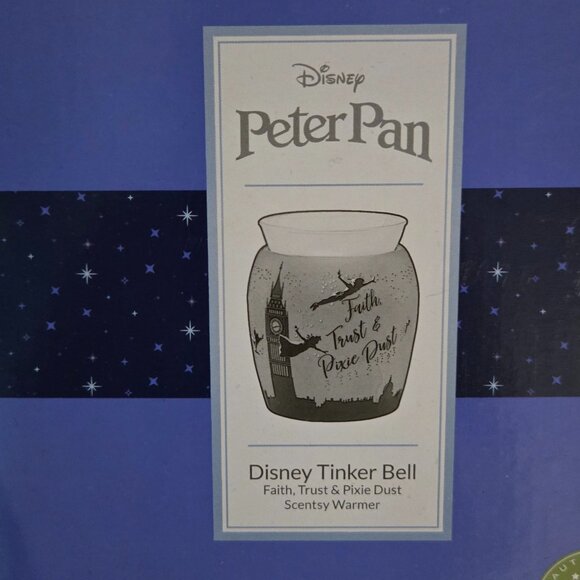 Disney
Peter Pan
Faith,
Trust &
Pixie Dust
Disney Tinker Bell
Faith, Trust & Pixie Dust
Scentsy Warmer